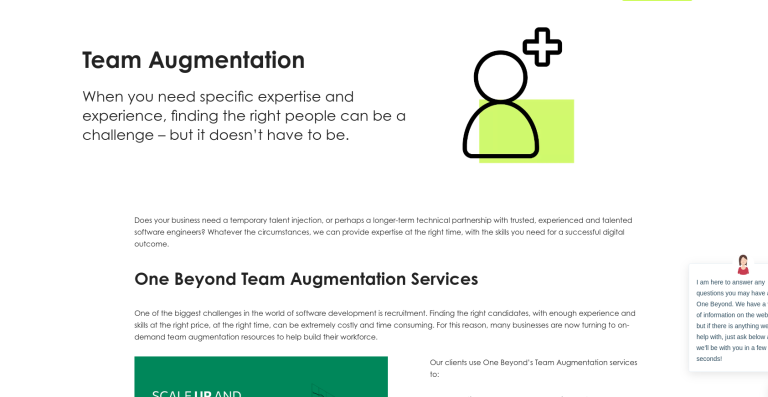 Team Augmentation
When you need specific expertise and
experience, finding the right people can be a
challenge – but it doesn't have to be.
Does your business need a temporary talent injection, or perhaps a longer-term technical partnership with trusted, experienced and talented
software engineers? Whatever the circumstances, we can provide expertise at the right time, with the skills you need for a successful digital
outcome.
One Beyond Team Augmentation Services
One of the biggest challenges in the world of software development is recruitment. Finding the right candidates, with enough experience and
skills at the right price, at the right time, can be extremely costly and time consuming. For this reason, many businesses are now turning to on-
demand team augmentation resources to help build their workforce.
Our clients use One Beyond's Team Augmentation services
to:
SCALE UP AND
I am here to answer any
questions you may have
One Beyond. We have a
of information on the
but if there is anything
help with, just ask below
we'll be with you in a few
seconds!